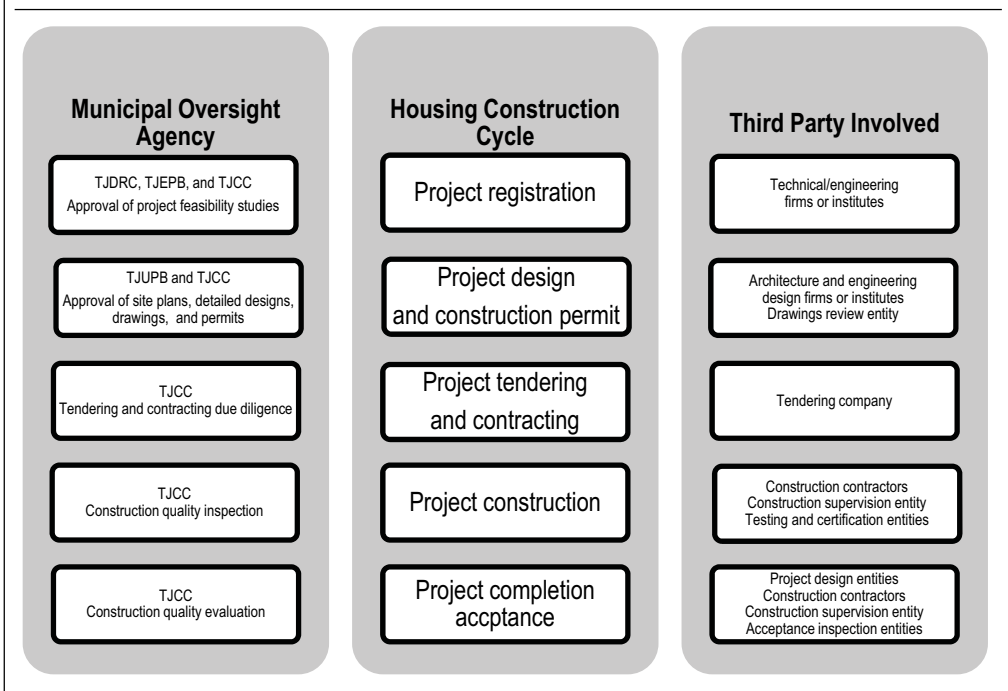 Municipal Oversight
Agency
TJDRC, TJEPB, and TJCC
Approval of project feasibility studies
TJUPB and TJCC
Approval of site plans, detailed designs,
drawings, and permits
TJCC
Tendering and contracting due diligence
TJCC
Construction quality inspection
TJCC
Construction quality evaluation
Housing Construction
Cycle
Project registration
Project design
and construction permit
Project tendering
and contracting
Project construction
Project completion
accptance
Third Party Involved
Technical/engineering
firms or institutes
Architecture and engineering
design firms or institutes
Drawings review entity
Tendering company
Construction contractors
Construction supervision entity
Testing and certification entities
Project design entities
Construction contractors
Construction supervision entity
Acceptance inspection entities